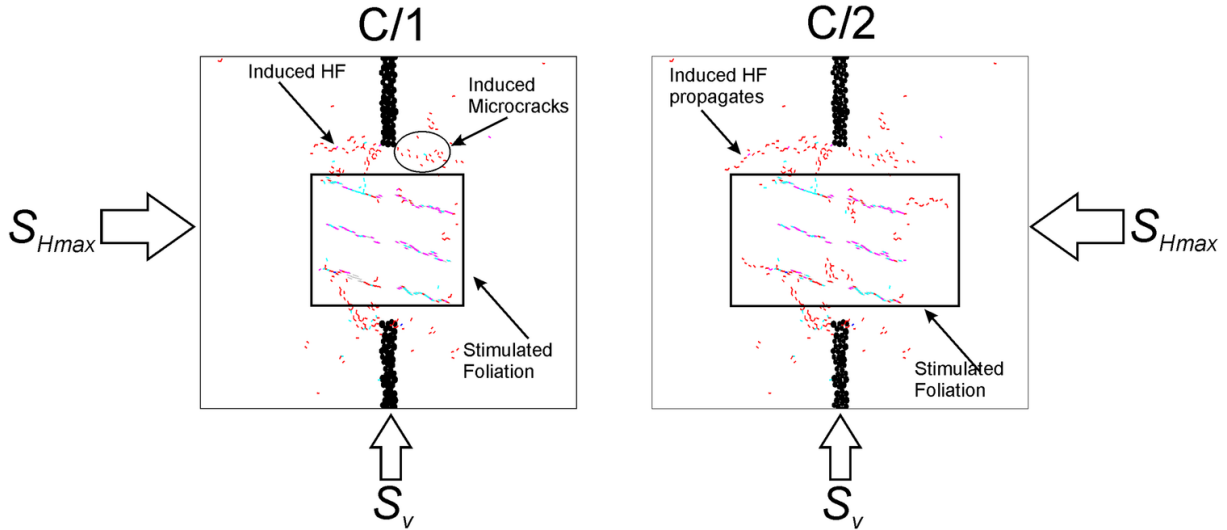 C/1
Induced HF
Induced
Microcracks
Stimulated
Foliation
S Hmax
S v
C/2
Induced HF
propagates
Stimulated
Foliation
S Hmax
S v